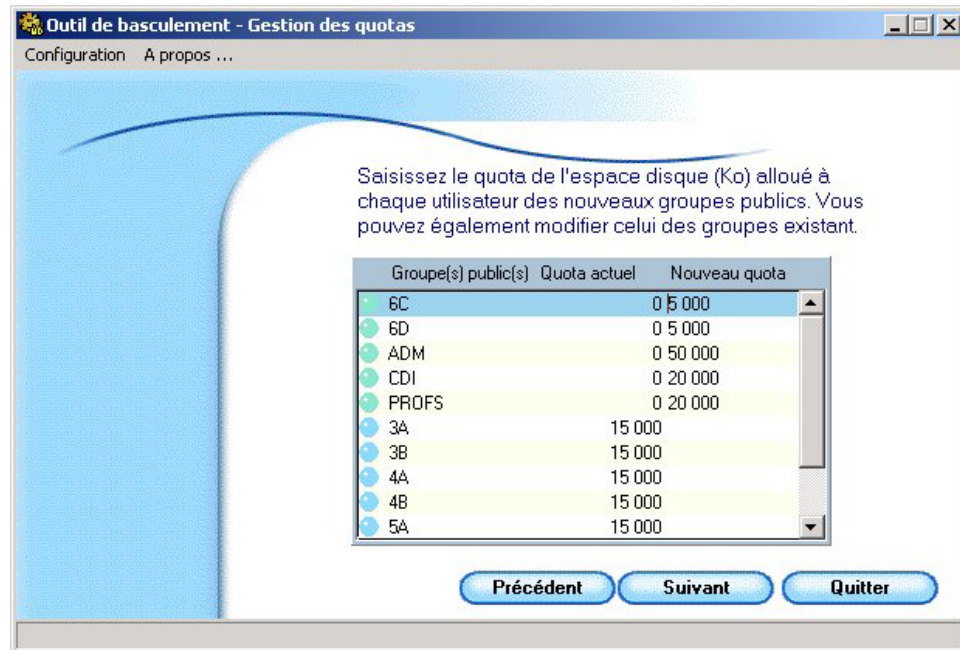 Outil de basculement - Gestion des quotas
Configuration A propos ...
Saisissez le quota de l'espace disque (Ko) alloué à
chaque utilisateur des nouveaux groupes publics. Vous
pouvez également modifier celui des groupes existant.
Groupe(s) public(s) Quota actuel Nouveau quota
6C 0 5 000
6D 0 5 000
ADM 0 50 000
CDI 0 20 000
PROFS 0 20 000
3A 15 000
3B 15 000
4A 15 000
4B 15 000
5A 15 000
Précédent Suivant Quitter